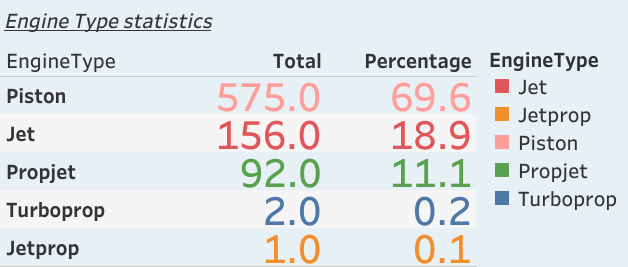 Engine Type statistics
EngineType Total Percentage
Piston 575.0 69.6
Jet 156.0 18.9
Propjet 92.0 11.1
Turboprop 2.0 0.2
Jetprop 1.0 0.1
EngineType
Jet
Jetprop
Piston
Propjet
Turboprop